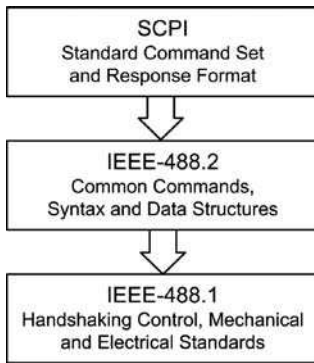 SCPI
Standard Command Set
and Response Format
IEEE-488.2
Common Commands,
Syntax and Data Structures
IEEE-488.1
Handshaking Control, Mechanical
and Electrical Standards